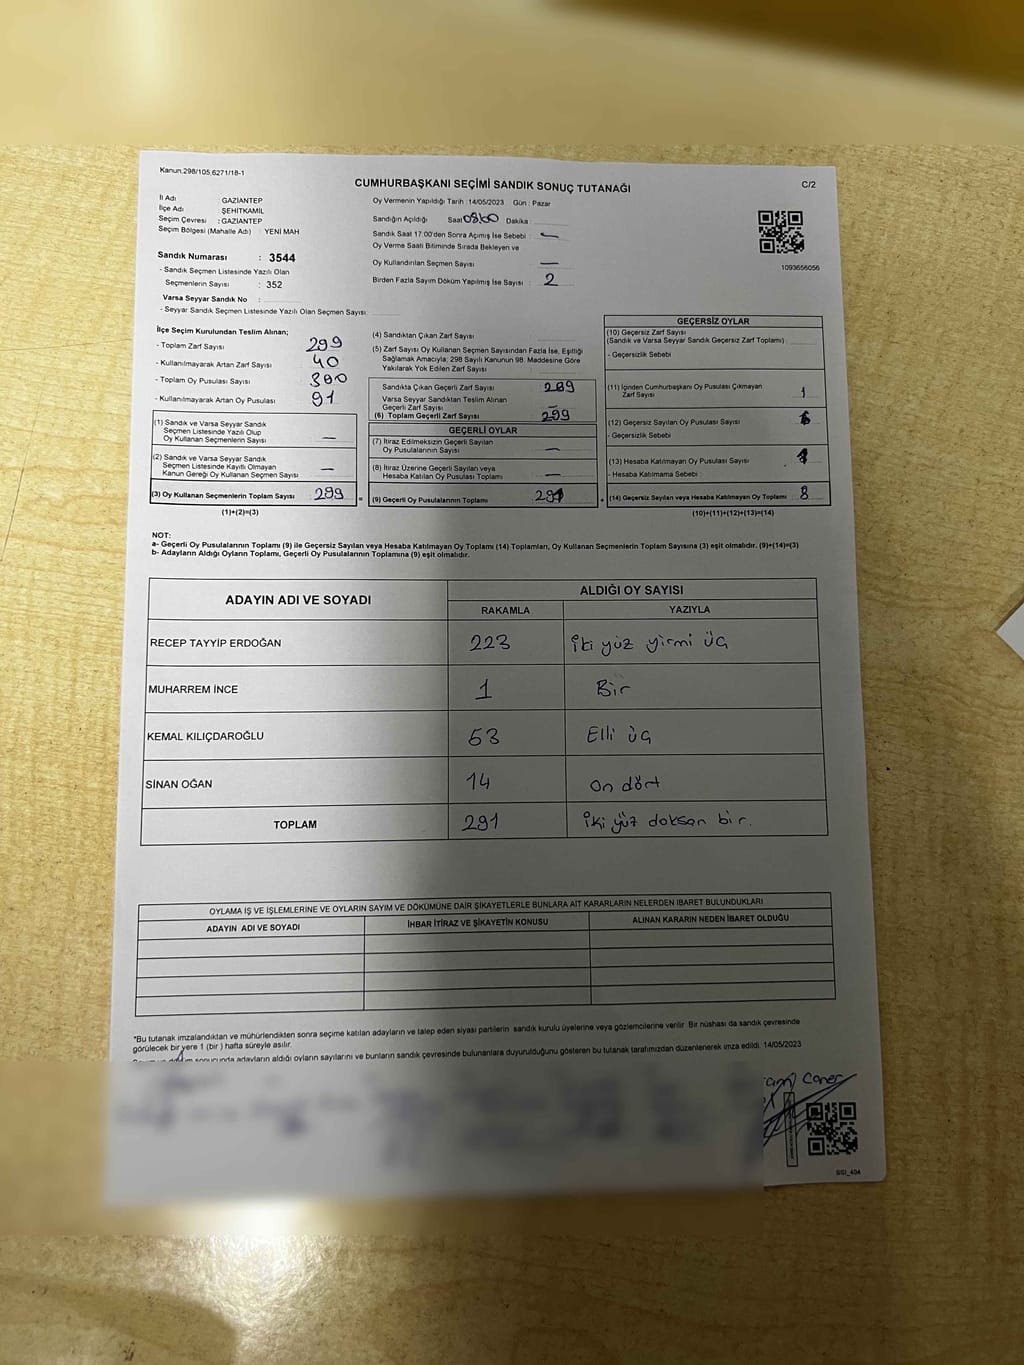 Kanun.298/105,6271/18-1
CUMHURBAŞKANI SEÇİMİ SANDIK SONUÇ TUTANAĞI
C/2
İl Adı : GAZİANTEP
İlçe Adı : ŞEHİTKAMİL
Seçim Çevresi : GAZİANTEP
Seçim Bölgesi (Mahalle Adı) : YENİ MAH
Sandık Numarası : 3544
- Sandık Seçmen Listesinde Yazılı Olan
Seçmenlerin Sayısı : 352
Varsa Seyyar Sandık No :
- Seyyar Sandık Seçmen Listesinde Yazılı Olan Seçmen Sayısı :
Oy Vermenin Yapıldığı Tarih : 14/05/2023 Gün : Pazar
Sandığın Açıldığı Saat Dakika :
Sandık Saat 17:00'den Sonra Açımış İse Sebebi : —
Oy Verme Saati Bitiminde Sırada Bekleyen ve
Oy Kullandırılan Seçmen Sayısı : —
Birden Fazla Sayım Döküm Yapılmış İse Sayısı : 2
1093656056
İlçe Seçim Kurulundan Teslim Alınan;
- Toplam Zarf Sayısı : 299
- Kullanılmayarak Artan Zarf Sayısı : 40
- Toplam Oy Pusulası Sayısı :
- Kullanılmayarak Artan Oy Pusulası : 91
(1) Sandık ve Varsa Seyyar Sandık
Seçmen Listesinde Yazılı Olup
Oy Kullanan Seçmenlerin Sayısı —
(2) Sandık ve Varsa Seyyar Sandık
Seçmen Listesinde Kayıtlı Olmayan
Kanun Gereği Oy Kullanan Seçmen Sayısı —
(3) Oy Kullanan Seçmenlerin Toplam Sayısı 299
(1)+(2)=(3)
(4) Sandıktan Çıkan Zarf Sayısı
(5) Zarf Sayısı Oy Kullanan Seçmen Sayısından Fazla İse, Eşitliği
Sağlamak Amacıyla; 298 Sayılı Kanunun 98. Maddesine Göre
Yakılarak Yok Edilen Zarf Sayısı
Sandıkta Çıkan Geçerli Zarf Sayısı 299
Varsa Seyyar Sandıktan Teslim Alınan
Geçerli Zarf Sayısı —
(6) Toplam Geçerli Zarf Sayısı 299
GEÇERLİ OYLAR
(7) İtiraz Edilmeksizin Geçerli Sayılan
Oy Pusulalarının Sayısı —
(8) İtiraz Üzerine Geçerli Sayılan veya
Hesaba Katılan Oy Pusulası Toplamı —
= (9) Geçerli Oy Pusulalarının Toplamı 291
GEÇERSİZ OYLAR
(10) Geçersiz Zarf Sayısı
(Sandık ve Varsa Seyyar Sandık Geçersiz Zarf Toplamı)
- Geçersizlik Sebebi
(11) İçinden Cumhurbaşkanı Oy Pusulası Çıkmayan
Zarf Sayısı 1
(12) Geçersiz Sayılan Oy Pusulası Sayısı
- Geçersizlik Sebebi
(13) Hesaba Katılmayan Oy Pusulası Sayısı
- Hesaba Katılmama Sebebi
+ (14) Geçersiz Sayılan veya Hesaba Katılmayan Oy Toplamı 8
(10)+(11)+(12)+(13)=(14)
NOT:
a- Geçerli Oy Pusulasının Toplamı (9) ile Geçersiz Sayılan veya Hesaba Katılmayan Oy Toplamı (14) Toplamları, Oy Kullanan Seçmenlerin Toplam Sayısına (3) eşit olmalıdır. (9)+(14)=(3)
b- Adayların Aldığı Oyların Toplamı, Geçerli Oy Pusulalarının Toplamına (9) eşit olmalıdır.
ADAYIN ADI VE SOYADI
ALDIĞI OY SAYISI
RAKAMLA YAZIYLA
RECEP TAYYİP ERDOĞAN 223 iki yüz yirmi üç
MUHARREM İNCE 1 Bir
KEMAL KILIÇDAROĞLU 53 Elli üç
SİNAN OĞAN 14 On dört
TOPLAM 291 iki yüz doksan bir.
OYLAMA İŞ VE İŞLEMLERİNE VE OYLARIN SAYIM VE DÖKÜMÜNE DAİR ŞİKAYETLERLE BUNLARA AİT KARARLARIN NELERDEN İBARET BULUNDUKLARI
ADAYIN ADI VE SOYADI İHBAR İTİRAZ VE ŞİKAYETİN KONUSU ALINAN KARARIN NEDEN İBARET OLDUĞU
*Bu tutanak imzalandıktan ve mühürlendikten sonra seçime katılan adayların ve talep eden siyasi partilerin sandık kurulu üyelerine veya gözlemcilerine verilir. Bir nüshası da sandık çevresinde
görülecek bir yere 1 (bir ) hafta süreyle asılır.
sonucunda adayların aldığı oyların sayılarını ve bunların sandık çevresinde bulunanlara duyurulduğunu gösteren bu tutanak tarafımızdan düzenlenerek imza edildi. 14/05/2023
Caner
GSI_40A